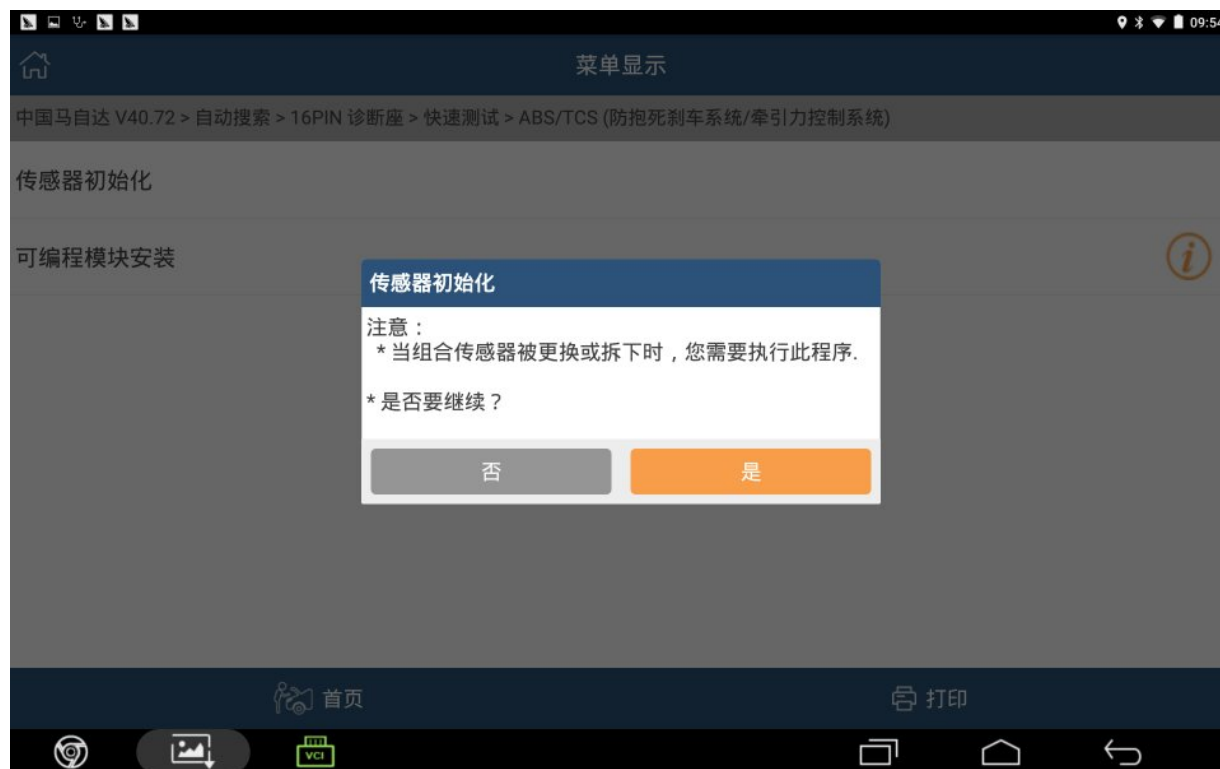 09:54
菜单显示
中国马自达 V40.72 > 自动搜索 > 16PIN 诊断座 > 快速测试 > ABS/TCS (防抱死刹车系统/牵引力控制系统)
传感器初始化
可编程模块安装
i
传感器初始化
注意：
* 当组合传感器被更换或拆下时，您需要执行此程序.
* 是否要继续？
否 是
首页 打印
VCI